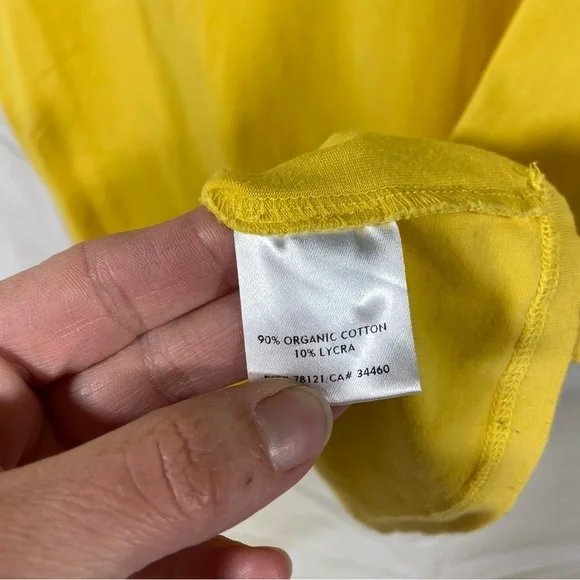 90% ORGANIC COTTON
10% LYCRA
78121/CA# 34460